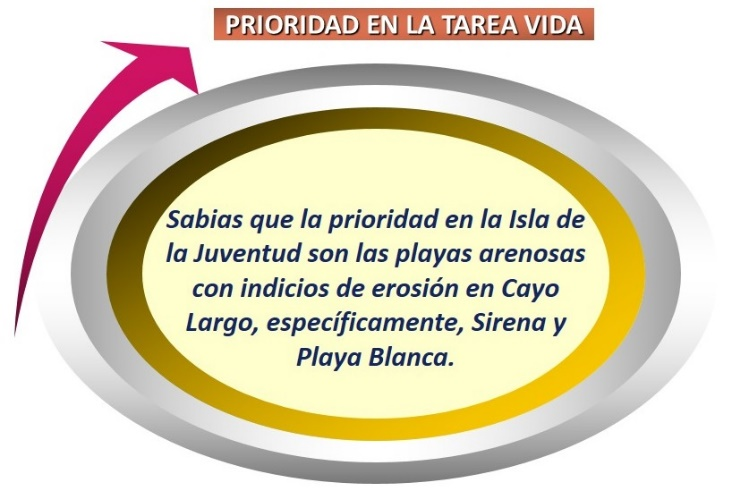 PRIORIDAD EN LA TAREA VIDA
Sabias que la prioridad en la Isla de
la Juventud son las playas arenosas
con indicios de erosión en Cayo
Largo, específicamente, Sirena y
Playa Blanca.